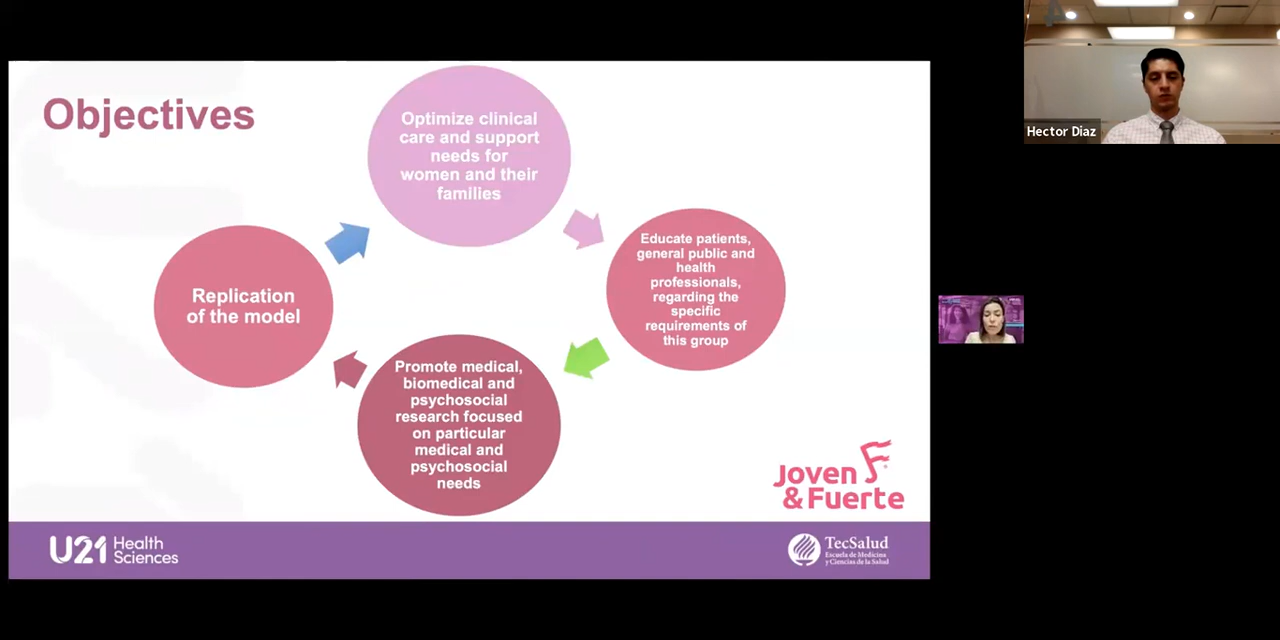 Objectives
Optimize clinical
care and support
needs for
women and their
families
Educate patients,
general public and
health
professionals,
regarding the
specific
requirements of
this group
Promote medical,
biomedical and
psychosocial
research focused
on particular
medical and
psychosocial
needs
Replication
of the model
Joven
& Fuerte
U21 Health
Sciences
TecSalud
Escuela de Medicina
y Ciencias de la Salud
Hector Diaz